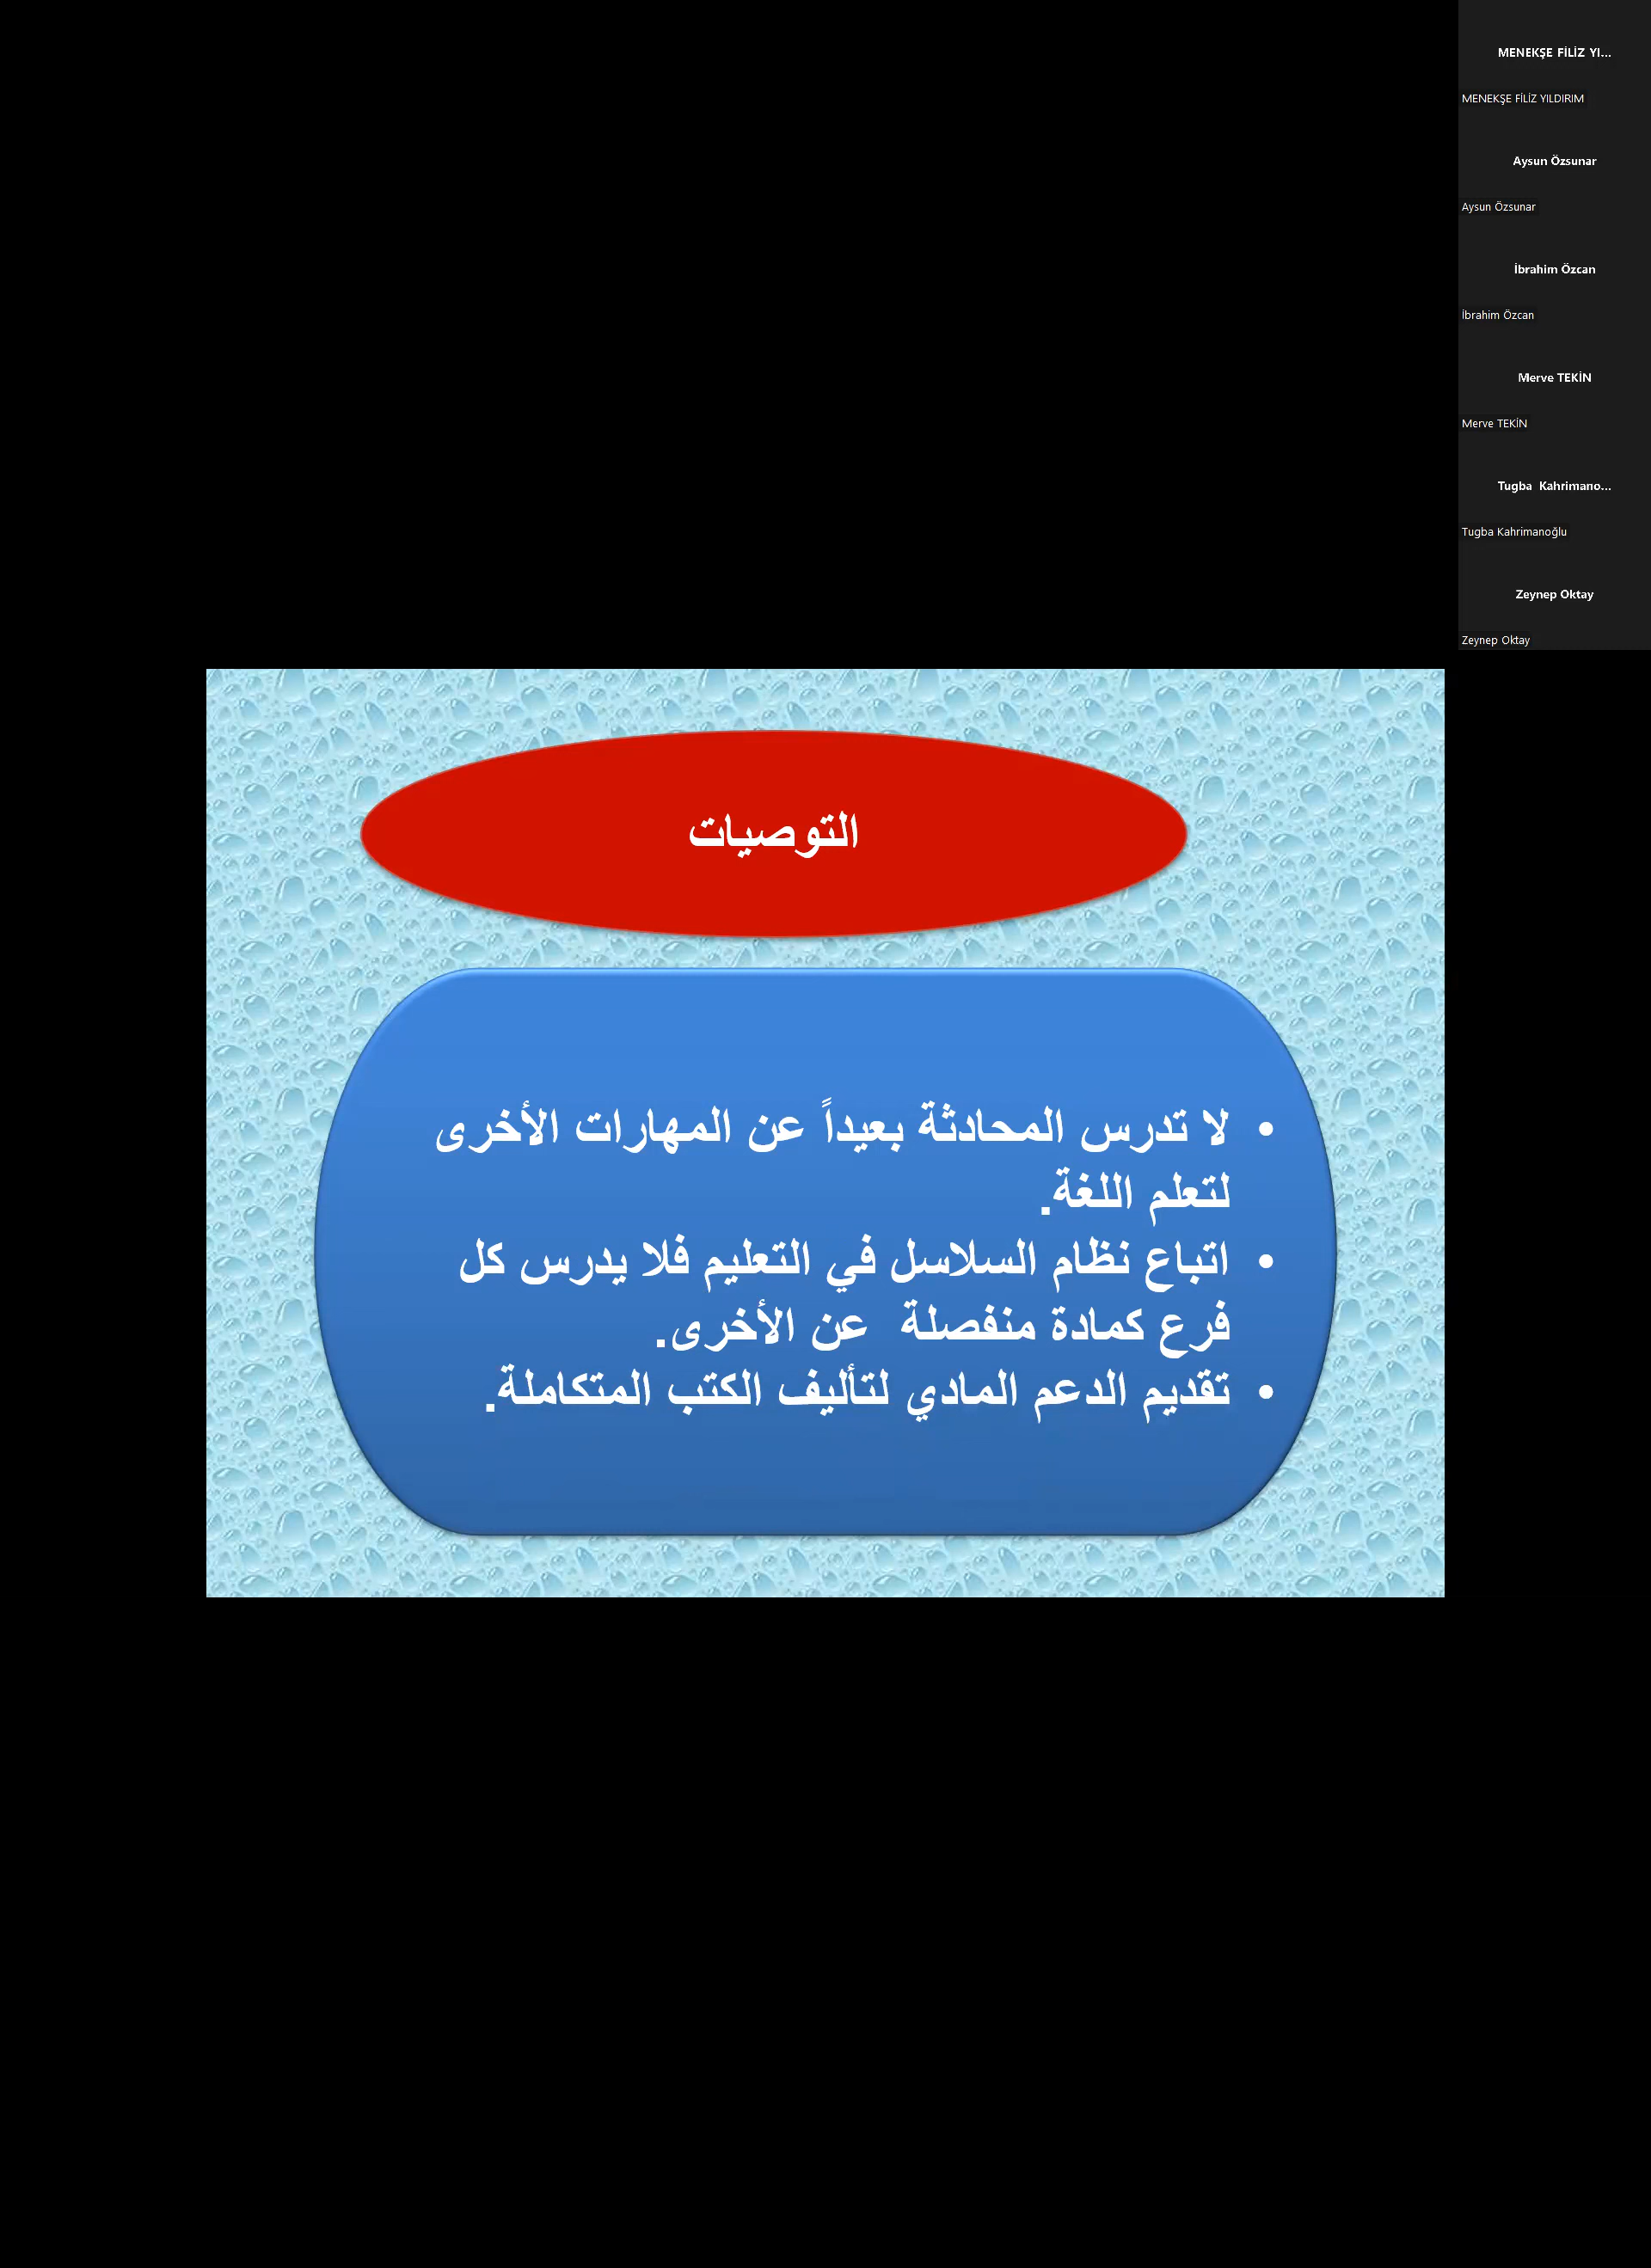 MENEKŞE FİLİZ YI...
MENEKŞE FİLİZ YILDIRIM
Aysun Özsunar
Aysun Özsunar
İbrahim Özcan
İbrahim Özcan
Merve TEKİN
Merve TEKİN
Tugba Kahrimano...
Tugba Kahrimanoğlu
Zeynep Oktay
Zeynep Oktay
التوصيات
• لا تدرس المحادثة بعيداً عن المهارات الأخرى
لتعلم اللغة.
• اتباع نظام السلاسل في التعليم فلا يدرس كل
فرع كمادة منفصلة عن الأخرى.
• تقديم الدعم المادي لتأليف الكتب المتكاملة.